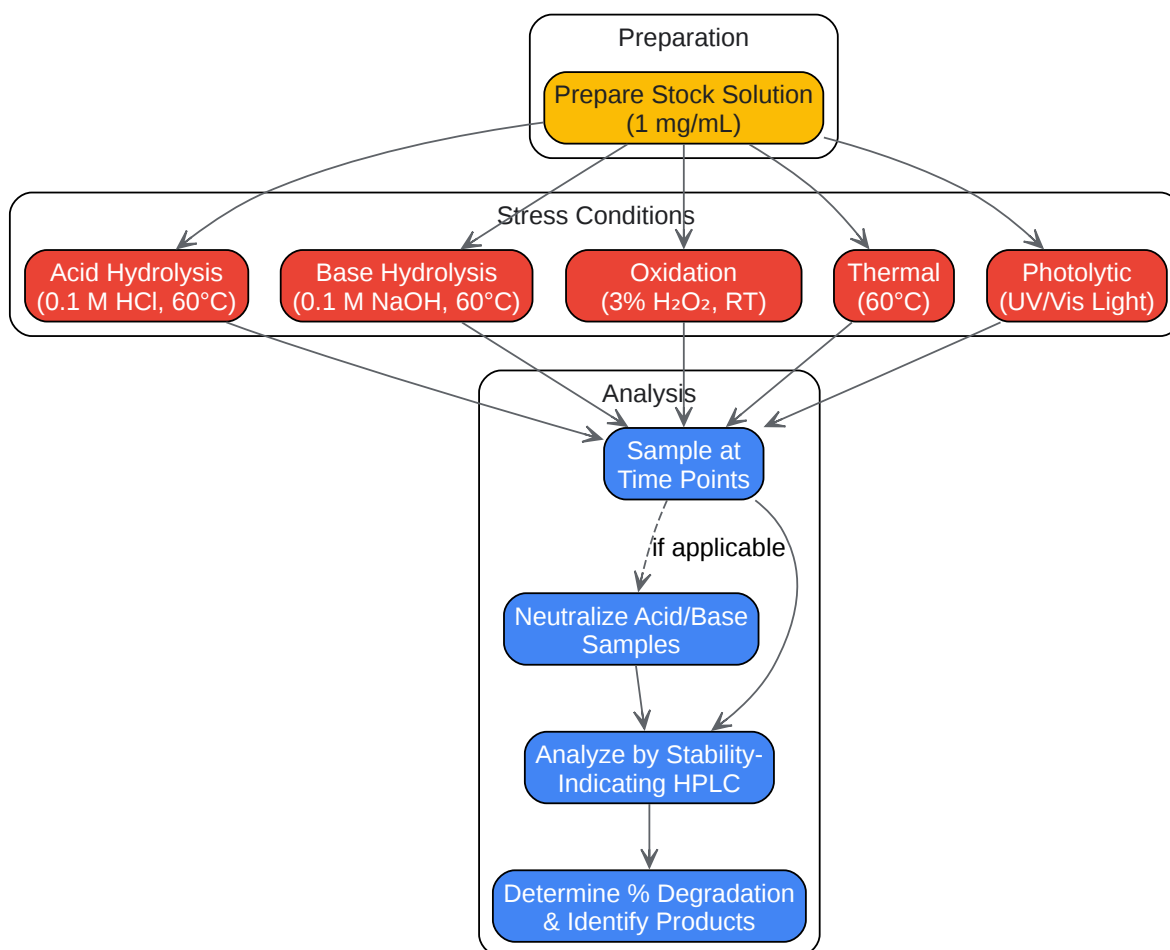 Preparation
Prepare Stock Solution
(1 mg/mL)
Stress Conditions
Acid Hydrolysis
(0.1 M HCl, 60°C)
Base Hydrolysis
(0.1 M NaOH, 60°C)
Oxidation
(3% H₂O₂, RT)
Thermal
(60°C)
Photolytic
(UV/Vis Light)
Analysis
Sample at
Time Points
if applicable
Neutralize Acid/Base
Samples
Analyze by Stability-
Indicating HPLC
Determine % Degradation
& Identify Products